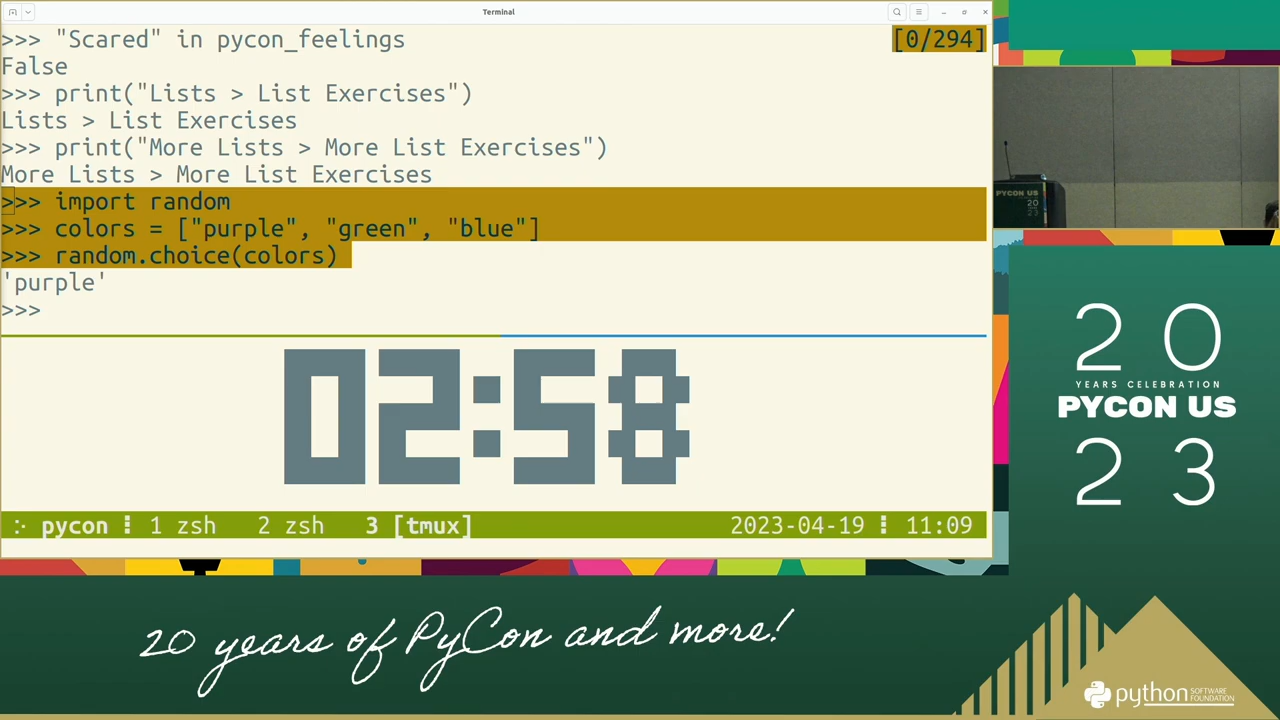 Terminal
>>> "Scared" in pycon_feelings
[0/294]
False
>>> print("Lists > List Exercises")
Lists > List Exercises
>>> print("More Lists > More List Exercises")
More Lists > More List Exercises
>>> import random
>>> colors = ["purple", "green", "blue"]
>>> random.choice(colors)
'purple'
>>>
02:58
pycon 1 zsh 2 zsh 3 [tmux] 2023-04-19 11:09
PYCON US
20
20
YEARS CELEBRATION
PYCON US
23
20 years of PyCon and more!
python SOFTWARE FOUNDATION